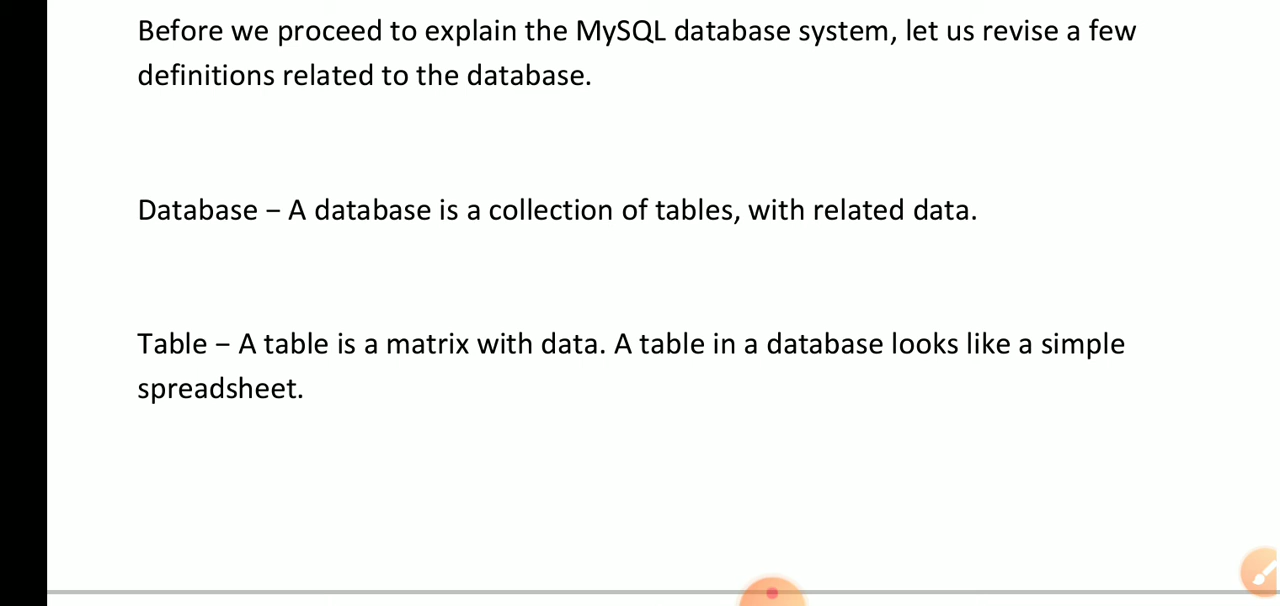 Before we proceed to explain the MySQL database system, let us revise a few
definitions related to the database.
Database − A database is a collection of tables, with related data.
Table − A table is a matrix with data. A table in a database looks like a simple
spreadsheet.